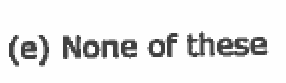 (e) None of these